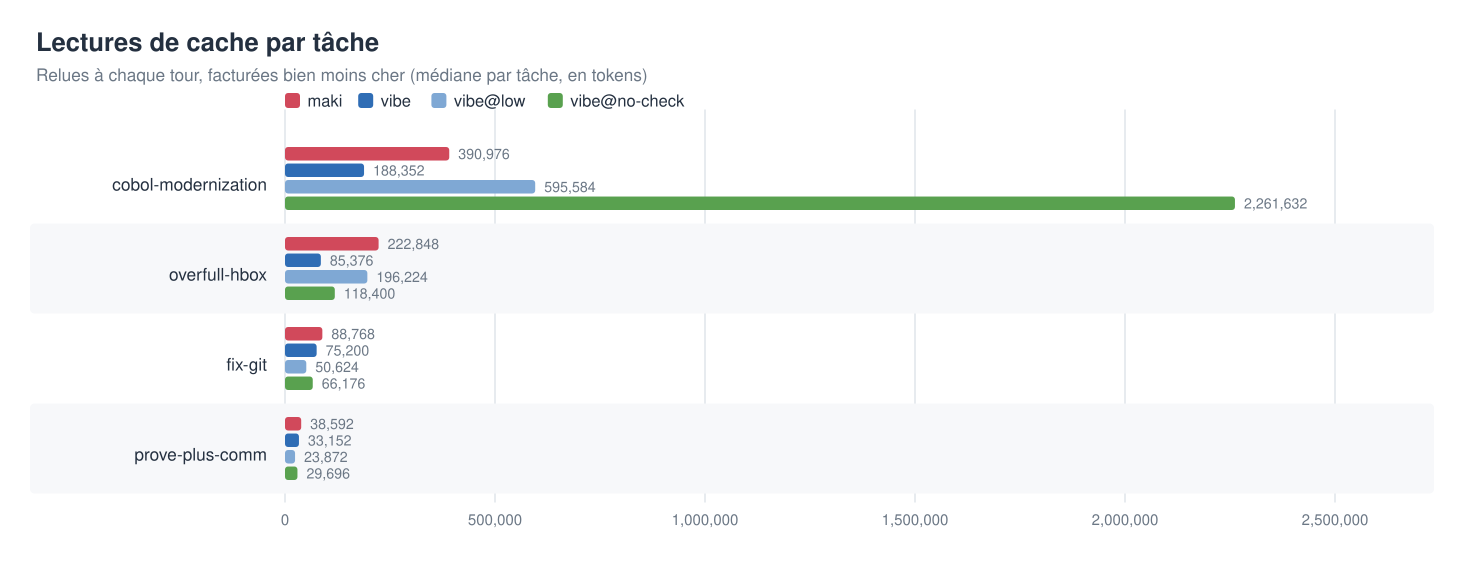 Lectures de cache par tâche
Relues à chaque tour, facturées bien moins cher (médiane par tâche, en tokens)
maki vibe vibe@low vibe@no-check
cobol-modernization
390,976
188,352
595,584
2,261,632
overfull-hbox
222,848
85,376
196,224
118,400
fix-git
88,768
75,200
50,624
66,176
prove-plus-comm
38,592
33,152
23,872
29,696
0 500,000 1,000,000 1,500,000 2,000,000 2,500,000